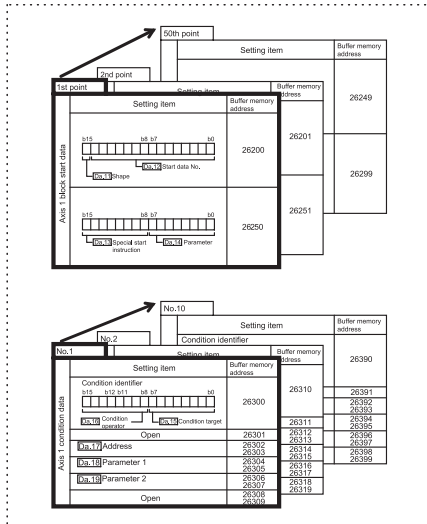 50th point
Setting item
Buffer memory address
26249
26299
2nd point
Setting item
Buffer memory address
26201
26251
1st point
Setting item
Buffer memory address
Axis 1 block start data
b15 b8 b7 b0
Da.12 Start data No.
Da.11 Shape
26200
b15 b8 b7 b0
Da.13 Special start instruction
Da.14 Parameter
26250
No.10
Setting item
Buffer memory address
Condition identifier
26390
26391
26392
26393
26394
26395
26396
26397
26398
26399
No.2
Setting item
Buffer memory address
26310
26311
26312
26313
26314
26315
26316
26317
26318
26319
No.1
Setting item
Buffer memory address
Axis 1 condition data
Condition identifier
b15 b12 b11 b8 b7 b0
Da.16 Condition operator
Da.15 Condition target
26300
Open
26301
Da.17 Address
26302
26303
Da.18 Parameter 1
26304
26305
Da.19 Parameter 2
26306
26307
Open
26308
26309